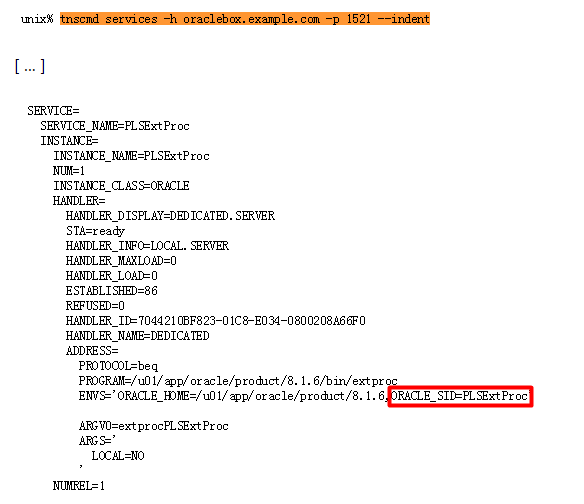 unix% tnscmd services -h oraclebox.example.com -p 1521 --indent
[ ... ]
SERVICE=
SERVICE_NAME=PLSExtProc
INSTANCE=
INSTANCE_NAME=PLSExtProc
NUM=1
INSTANCE_CLASS=ORACLE
HANDLER=
HANDLER_DISPLAY=DEDICATED.SERVER
STA=ready
HANDLER_INFO=LOCAL.SERVER
HANDLER_MAXLOAD=0
HANDLER_LOAD=0
ESTABLISHED=86
REFUSED=0
HANDLER_ID=7044210BF823-01C8-E034-0800208A66F0
HANDLER_NAME=DEDICATED
ADDRESS=
PROTOCOL=beq
PROGRAM=/u01/app/oracle/product/8.1.6/bin/extproc
ENVS='ORACLE_HOME=/u01/app/oracle/product/8.1.6,ORACLE_SID=PLSExtProc
ARGV0=extprocPLSExtProc
ARGS='
LOCAL=NO
'
NUMREL=1